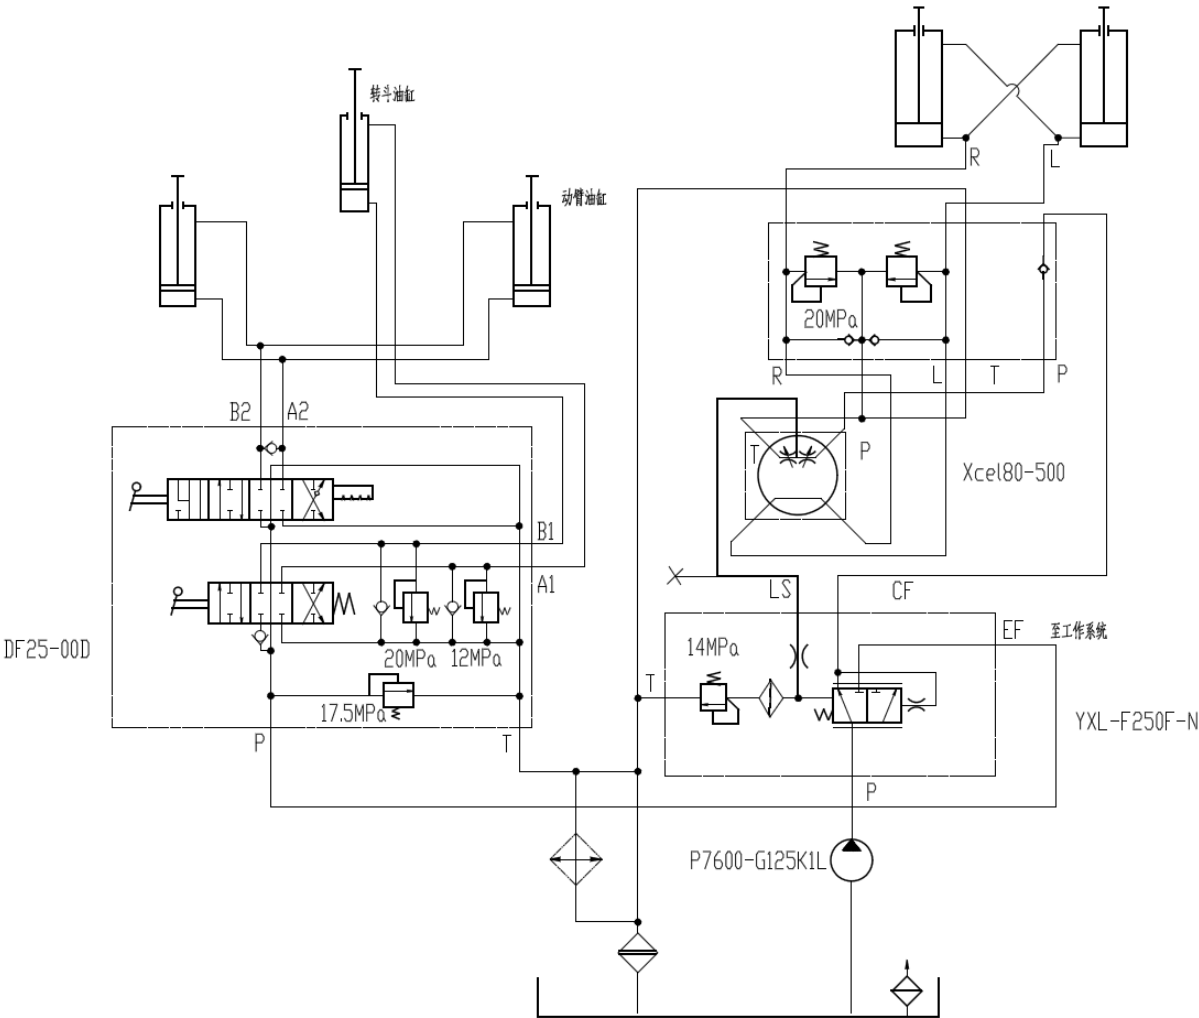 转斗油缸
动臂油缸
R
L
20MPa
R
L
T
P
B2
A2
T
P
Xcel80-500
B1
A1
LS
CF
DF25-00D
20MPa
12MPa
14MPa
EF
至工作系统
T
17.5MPa
YXL-F250F-N
P
T
P
P7600-G125K1L